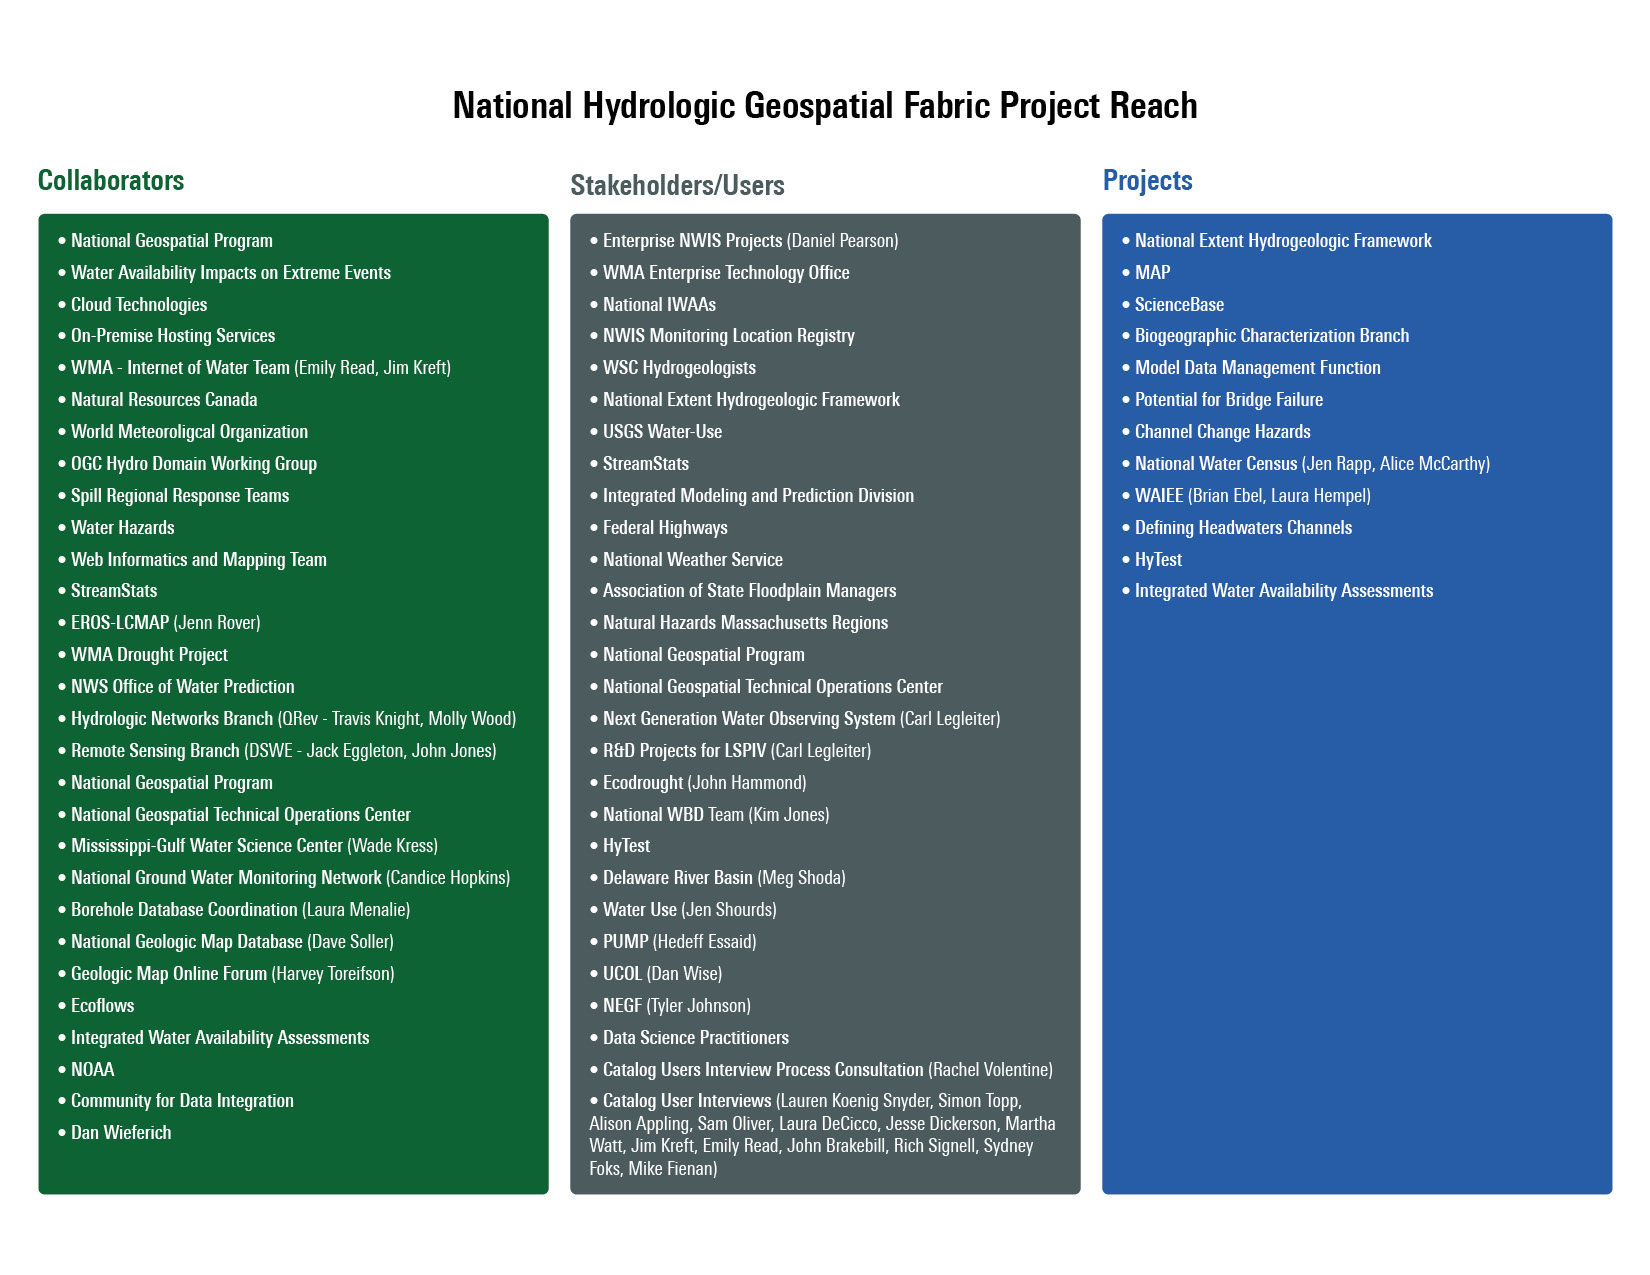 National Hydrologic Geospatial Fabric Project Reach
Collaborators
• National Geospatial Program
• Water Availability Impacts on Extreme Events
• Cloud Technologies
• On-Premise Hosting Services
• WMA - Internet of Water Team (Emily Read, Jim Kreft)
• Natural Resources Canada
• World Meteoroligcal Organization
• OGC Hydro Domain Working Group
• Spill Regional Response Teams
• Water Hazards
• Web Informatics and Mapping Team
• StreamStats
• EROS-LCMAP (Jenn Rover)
• WMA Drought Project
• NWS Office of Water Prediction
• Hydrologic Networks Branch (QRev - Travis Knight, Molly Wood)
• Remote Sensing Branch (DSWE - Jack Eggleton, John Jones)
• National Geospatial Program
• National Geospatial Technical Operations Center
• Mississippi-Gulf Water Science Center (Wade Kress)
• National Ground Water Monitoring Network (Candice Hopkins)
• Borehole Database Coordination (Laura Menalie)
• National Geologic Map Database (Dave Soller)
• Geologic Map Online Forum (Harvey Toreifson)
• Ecoflows
• Integrated Water Availability Assessments
• NOAA
• Community for Data Integration
• Dan Wieferich
Stakeholders/Users
• Enterprise NWIS Projects (Daniel Pearson)
• WMA Enterprise Technology Office
• National IWAAs
• NWIS Monitoring Location Registry
• WSC Hydrogeologists
• National Extent Hydrogeologic Framework
• USGS Water-Use
• StreamStats
• Integrated Modeling and Prediction Division
• Federal Highways
• National Weather Service
• Association of State Floodplain Managers
• Natural Hazards Massachusetts Regions
• National Geospatial Program
• National Geospatial Technical Operations Center
• Next Generation Water Observing System (Carl Legleiter)
• R&D Projects for LSPIV (Carl Legleiter)
• Ecodrought (John Hammond)
• National WBD Team (Kim Jones)
• HyTest
• Delaware River Basin (Meg Shoda)
• Water Use (Jen Shourds)
• PUMP (Hedeff Essaid)
• UCOL (Dan Wise)
• NEGF (Tyler Johnson)
• Data Science Practitioners
• Catalog Users Interview Process Consultation (Rachel Volentine)
• Catalog User Interviews (Lauren Koenig Snyder, Simon Topp,
Alison Appling, Sam Oliver, Laura DeCicco, Jesse Dickerson, Martha
Watt, Jim Kreft, Emily Read, John Brakebill, Rich Signell, Sydney
Foks, Mike Fienan)
Projects
• National Extent Hydrogeologic Framework
• MAP
• ScienceBase
• Biogeographic Characterization Branch
• Model Data Management Function
• Potential for Bridge Failure
• Channel Change Hazards
• National Water Census (Jen Rapp, Alice McCarthy)
• WAIEE (Brian Ebel, Laura Hempel)
• Defining Headwaters Channels
• HyTest
• Integrated Water Availability Assessments